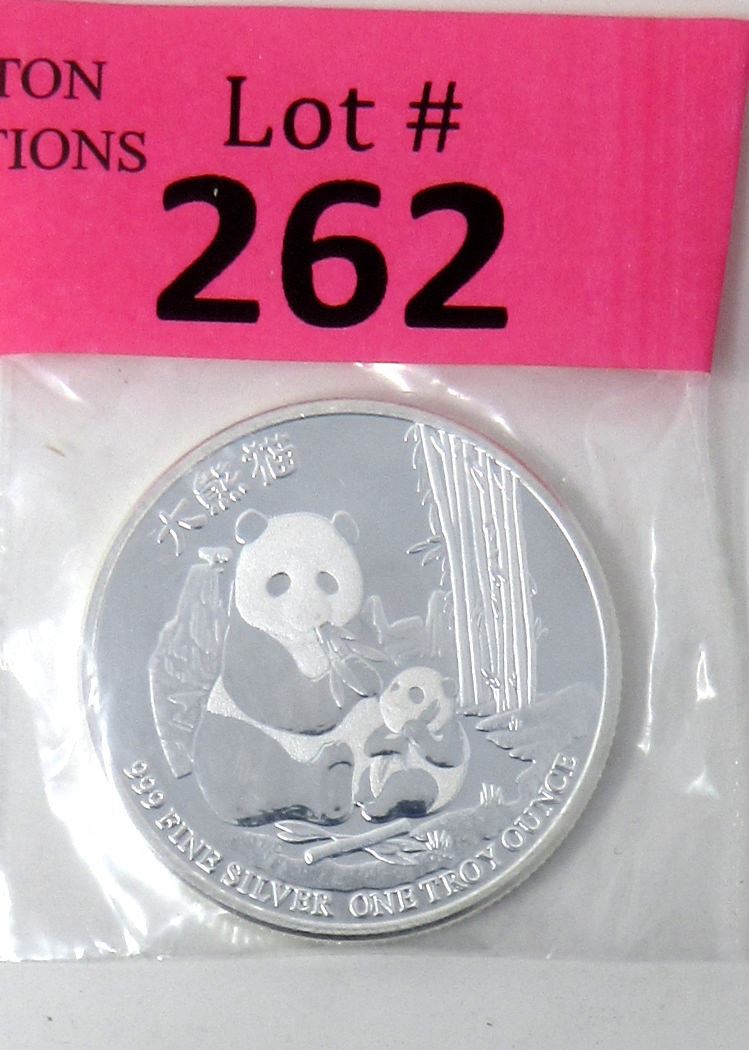 TON
TIONS
Lot #
262
大熊猫
999 FINE SILVER ONE TROY OUNCE